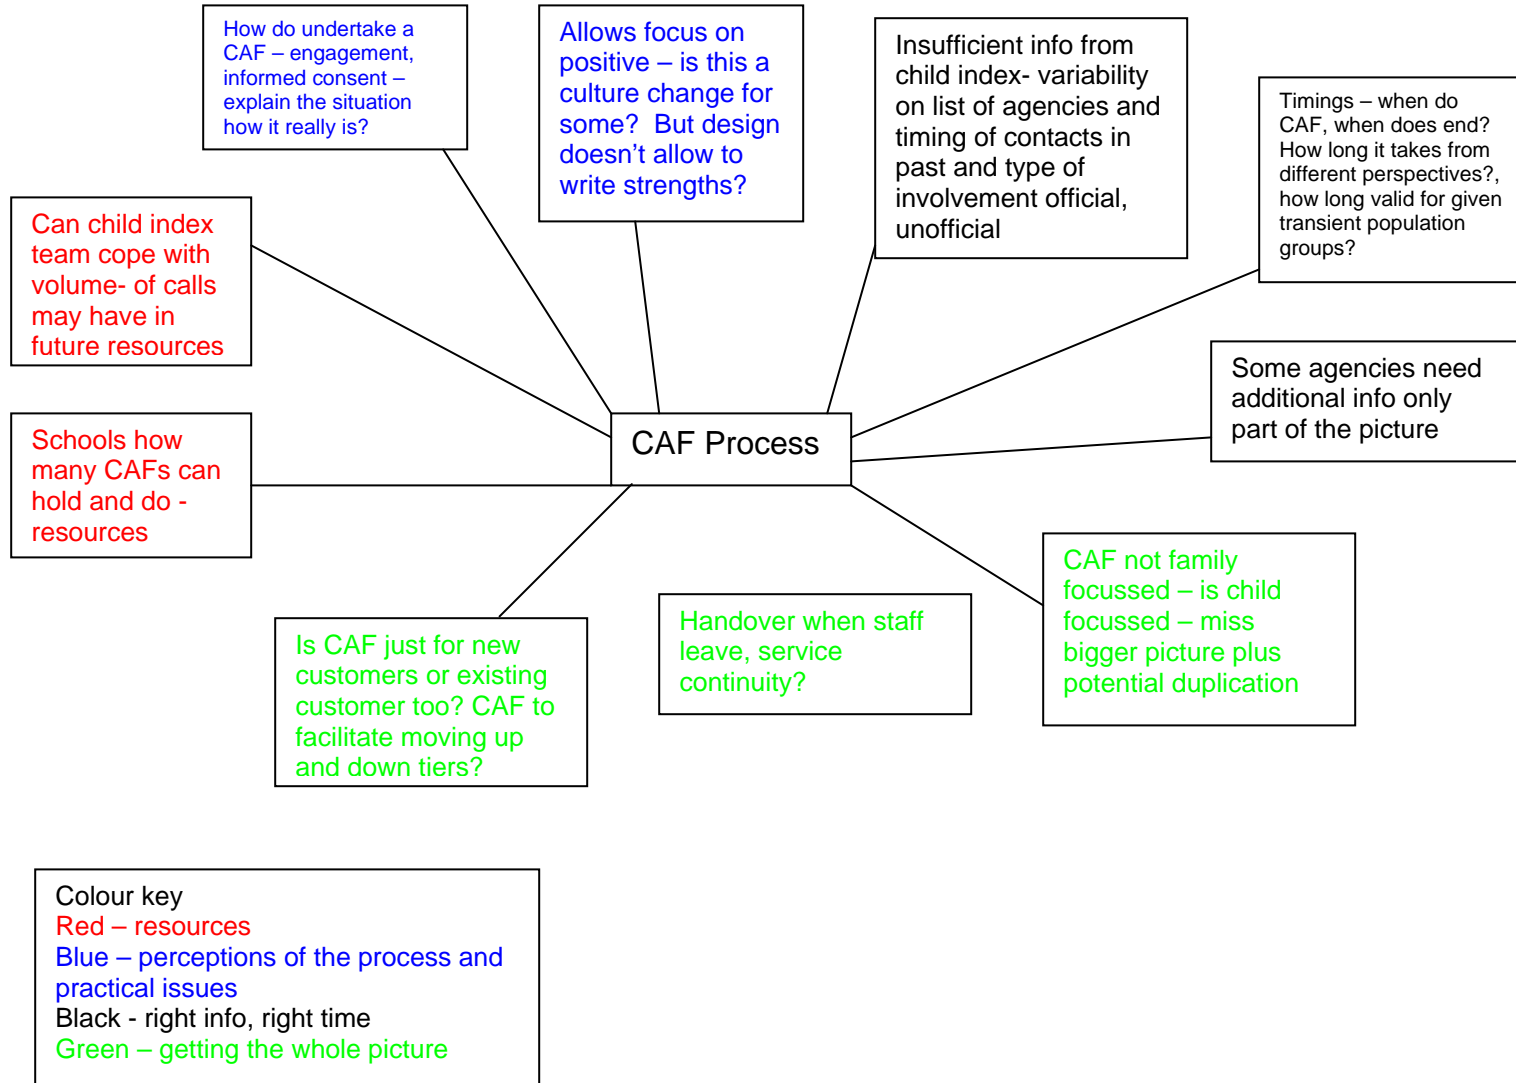 How do undertake a
CAF – engagement,
informed consent –
explain the situation
how it really is?
Allows focus on
positive – is this a
culture change for
some?  But design
doesn’t allow to
write strengths?
Insufficient info from
child index- variability
on list of agencies and
timing of contacts in
past and type of
involvement official,
unofficial
Timings – when do
CAF, when does end?
How long it takes from
different perspectives?,
how long valid for given
transient population
groups?
Can child index
team cope with
volume- of calls
may have in
future resources
Some agencies need
additional info only
part of the picture
CAF Process
Schools how
many CAFs can
hold and do -
resources
CAF not family
focussed – is child
focussed – miss
bigger picture plus
potential duplication
Handover when staff
leave, service
continuity?
Is CAF just for new
customers or existing
customer too? CAF to
facilitate moving up
and down tiers?
Colour key
Red – resources
Blue – perceptions of the process and
practical issues
Black - right info, right time
Green – getting the whole picture